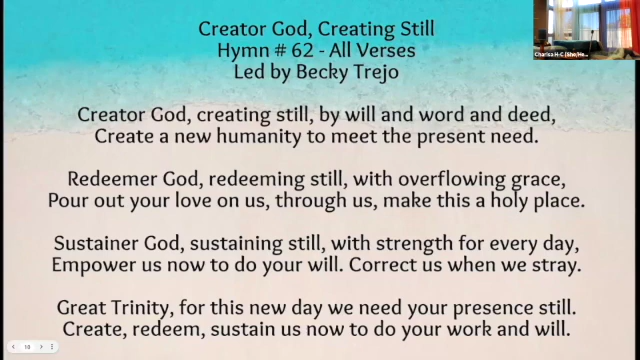 Creator God, Creating Still
Hymn # 62 - All Verses
Led by Becky Trejo
Charisa H-C (She/He...
Creator God, creating still, by will and word and deed,
Create a new humanity to meet the present need.
Redeemer God, redeeming still, with overflowing grace,
Pour out your love on us, through us, make this a holy place.
Sustainer God, sustaining still, with strength for every day,
Empower us now to do your will. Correct us when we stray.
Great Trinity, for this new day we need your presence still.
Create, redeem, sustain us now to do your work and will.
10